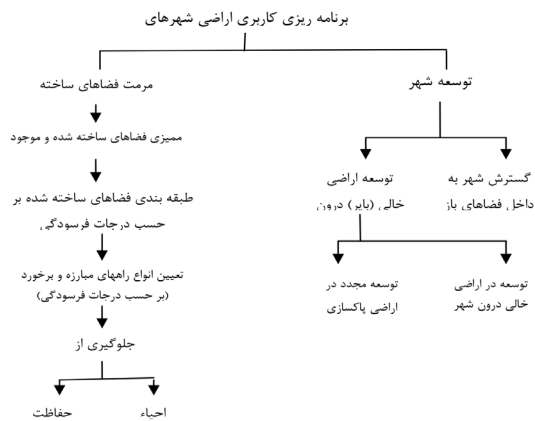 برنامه ریزی کاربری اراضی شهرهای
توسعه شهر
مرمت فضاهای ساخته
ممیزی فضاهای ساخته شده و موجود
گسترش شهر به
داخل فضاهای باز
توسعه اراضی
خالی (بایر) درون
طبقه بندی فضاهای ساخته شده بر
حسب درجات فرسودگی
توسعه در اراضی
خالی درون شهر
توسعه مجدد در
اراضی پاکسازی
تعیین انواع راههای مبارزه و برخورد
(بر حسب درجات فرسودگی)
جلوگیری از
احیاء
حفاظت